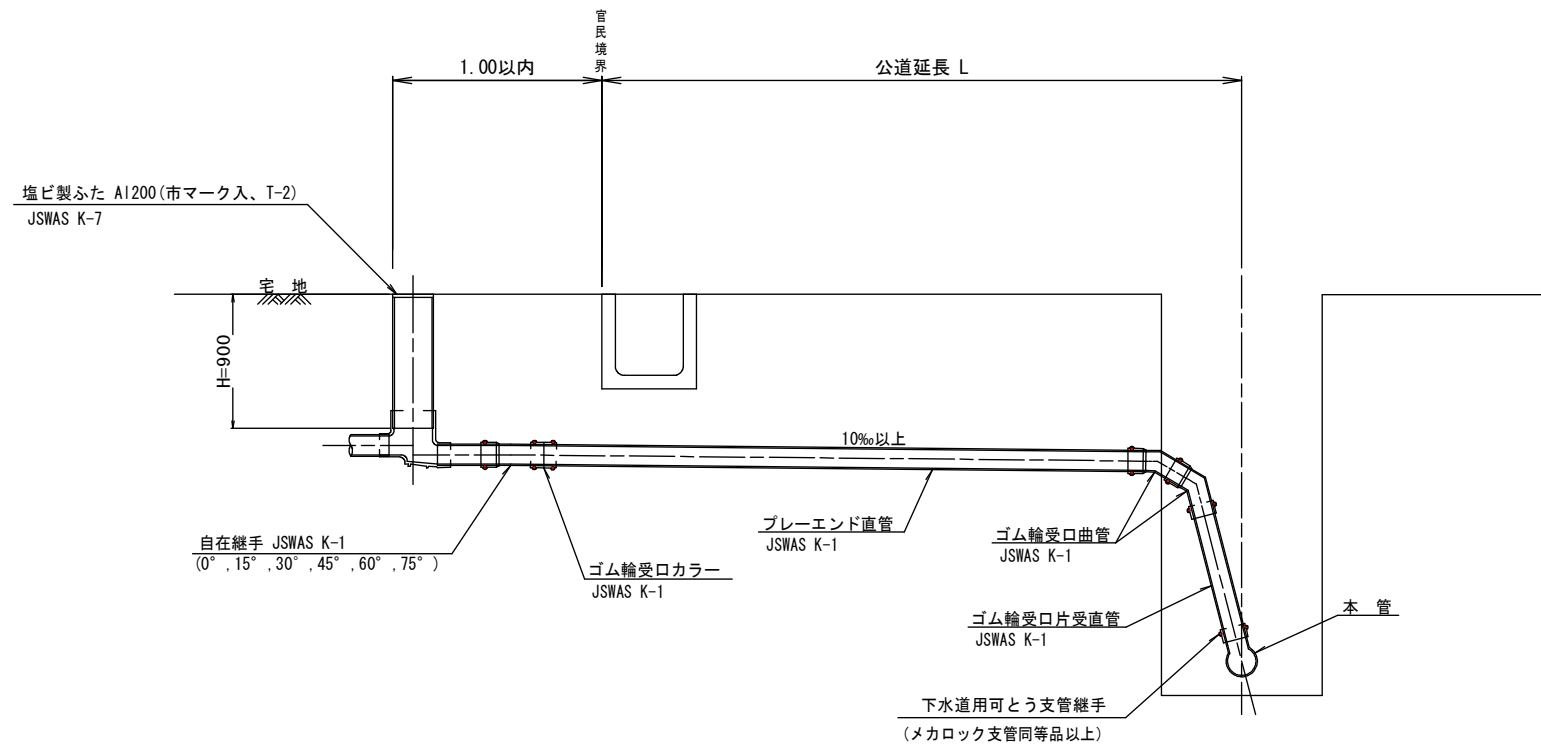 官民境界
1.00以内
公道延長 L
塩ビ製ふた AI200(市マーク入、T-2)
JSWAS K-7
宅 地
H=900
10‰以上
自在継手 JSWAS K-1
(0°,15°,30°,45°,60°,75°)
ゴム輪受口カラー
JSWAS K-1
プレーエンド直管
JSWAS K-1
ゴム輪受口曲管
JSWAS K-1
ゴム輪受口片受直管
JSWAS K-1
本 管
下水道用可とう支管継手
(メカロック支管同等品以上)